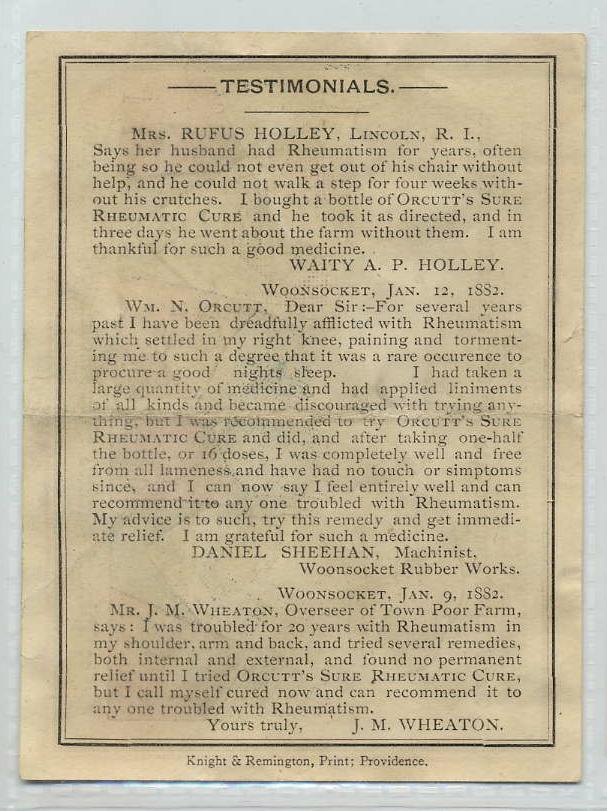 TESTIMONIALS.
Mrs. RUFUS HOLLEY, Lincoln, R. I.,
Says her husband had Rheumatism for years, often
being so he could not even get out of his chair without
help, and he could not walk a step for four weeks with-
out his crutches. I bought a bottle of Orcutt's Sure
Rheumatic Cure and he took it as directed, and in
three days he went about the farm without them. I am
thankful for such a good medicine.
WAITY A. P. HOLLEY.
Woonsocket, Jan. 12, 1882.
Wm. N. Orcutt, Dear Sir:–For several years
past I have been dreadfully afflicted with Rheumatism
which settled in my right knee, paining and torment-
ing me to such a degree that it was a rare occurence to
procure a good nights sleep. I had taken a
large quantity of medicine and had applied liniments
of all kinds and became discouraged with trying any-
thing, but I was recommended to try Orcutt's Sure
Rheumatic Cure and did, and after taking one-half
the bottle, or 16 doses, I was completely well and free
from all lameness and have had no touch or simptoms
since, and I can now say I feel entirely well and can
recommend it to any one troubled with Rheumatism.
My advice is to such, try this remedy and get immedi-
ate relief. I am grateful for such a medicine.
DANIEL SHEEHAN, Machinist,
Woonsocket Rubber Works.
Woonsocket, Jan. 9, 1882.
Mr. J. M. Wheaton, Overseer of Town Poor Farm,
says: I was troubled for 20 years with Rheumatism in
my shoulder, arm and back, and tried several remedies,
both internal and external, and found no permanent
relief until I tried Orcutt's Sure Rheumatic Cure,
but I call myself cured now and can recommend it to
any one troubled with Rheumatism.
Yours truly, J. M. WHEATON.
Knight & Remington, Print; Providence.